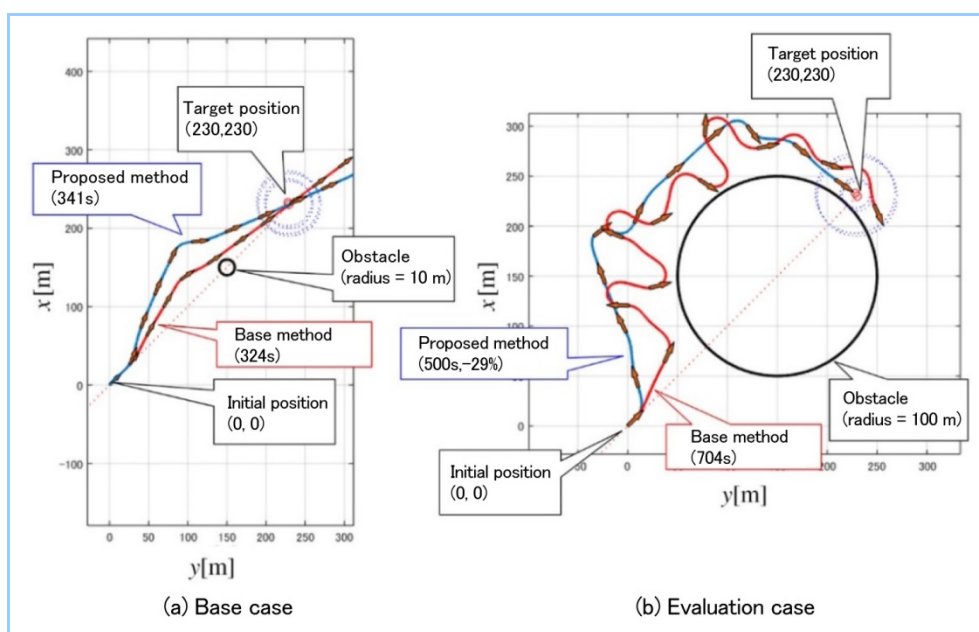 400
300
200
100
0
-100
x[m]
0
50
100
150
200
250
300
y[m]
Target position
(230,230)
Proposed method
(341s)
Obstacle
(radius = 10 m)
Base method
(324s)
Initial position
(0, 0)
(a) Base case
300
250
200
150
100
50
0
x[m]
0
50
100
200
250
300
y[m]
Target position
(230,230)
Proposed method
(500s,-29%)
Obstacle
(radius = 100 m)
Base method
(704s)
Initial position
(0, 0)
(b) Evaluation case